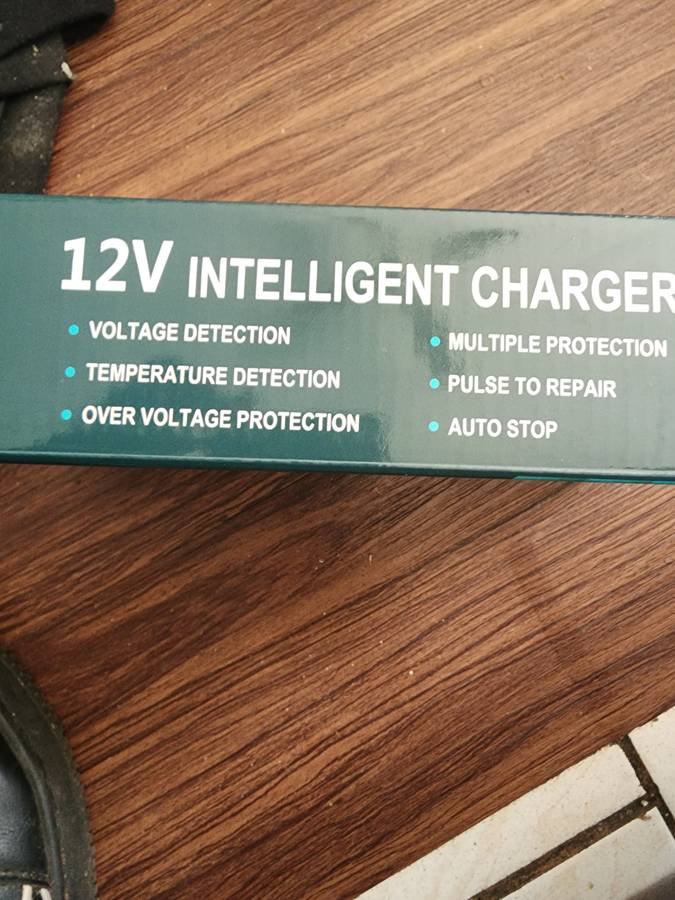 12V INTELLIGENT CHARGER
VOLTAGE DETECTION
TEMPERATURE DETECTION
OVER VOLTAGE PROTECTION
MULTIPLE PROTECTION
PULSE TO REPAIR
AUTO STOP